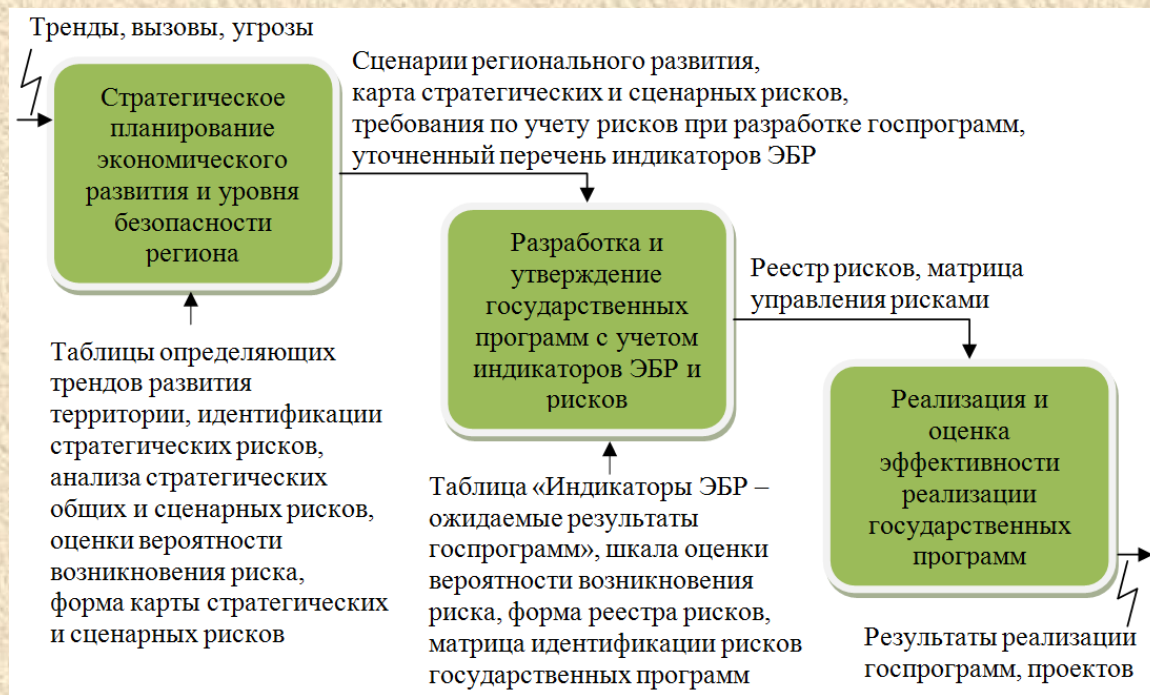 Тренды, вызовы, угрозы
Стратегическое
планирование
экономического
развития и уровня
безопасности
региона
Сценарии регионального развития,
карта стратегических и сценарных рисков,
требования по учету рисков при разработке госпрограмм,
уточненный перечень индикаторов ЭБР
Таблицы определяющих
трендов развития
территории, идентификации
стратегических рисков,
анализа стратегических
общих и сценарных рисков,
оценки вероятности
возникновения риска,
форма карты стратегических
и сценарных рисков
Разработка и
утверждение
государственных
программ с учетом
индикаторов ЭБР и
рисков
Реестр рисков, матрица
управления рисками
Таблица «Индикаторы ЭБР –
ожидаемые результаты
госпрограмм», шкала оценки
вероятности возникновения
риска, форма реестра рисков,
матрица идентификации рисков
государственных программ
Реализация и
оценка
эффективности
реализации
государственных
программ
Результаты реализации
госпрограмм, проектов